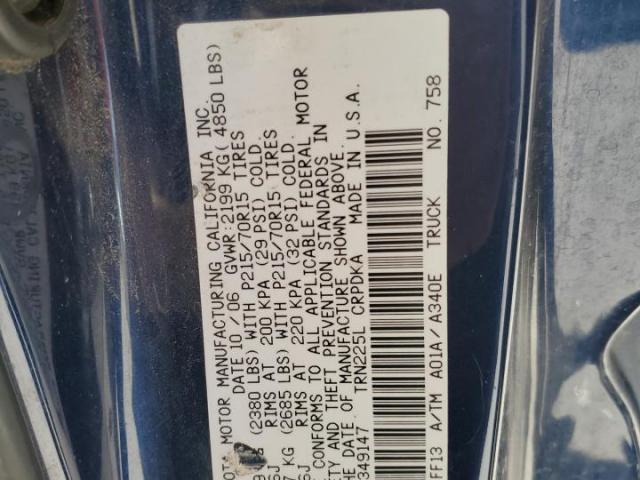 MOTOR MANUFACTURING CALIFORNIA INC.
DATE 10/06 GVWR:2199 KG( 4850 LBS)
(2380 LBS) WITH P215/70R15 TIRES
RIMS AT 200 KPA (29 PSI) COLD.
KG (2685 LBS) WITH P215/70R15 TIRES
RIMS AT 220 KPA (32 PSI) COLD.
CONFORMS TO ALL APPLICABLE FEDERAL MOTOR
AND THEFT PREVENTION STANDARDS IN
DATE OF MANUFACTURE SHOWN ABOVE.
349147 TRN225L CRPDKA MADE IN U.S.A.
FF13 A/TM A01A/A340E TRUCK NO. 758